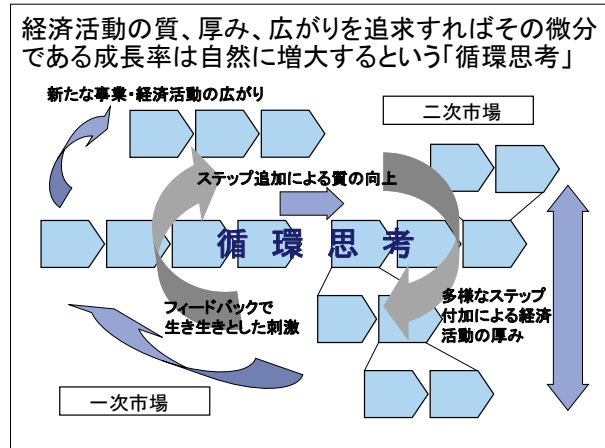 経済活動の質、厚み、広がりを追求すればその微分
である成長率は自然に増大するという「循環思考」
新たな事業・経済活動の広がり
二次市場
ステップ追加による質の向上
循環思考
フィードバックで
生き生きとした刺激
多様なステップ
付加による経済
活動の厚み
一次市場